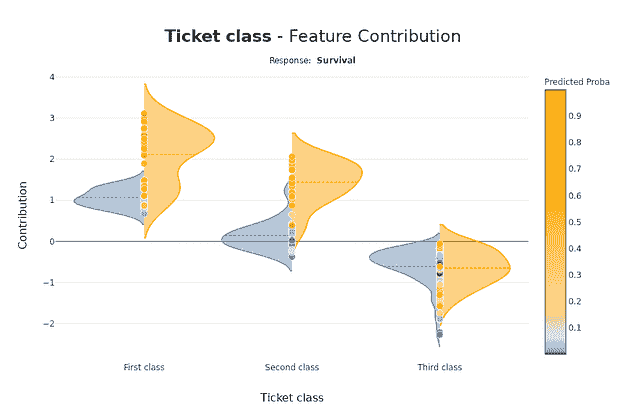 Ticket class - Feature Contribution
Response: Survival
Predicted Proba
4
3
2
1
0
−1
−2
Contribution
0.9
0.8
0.7
0.6
0.5
0.4
0.3
0.2
0.1
First class
Second class
Third class
Ticket class